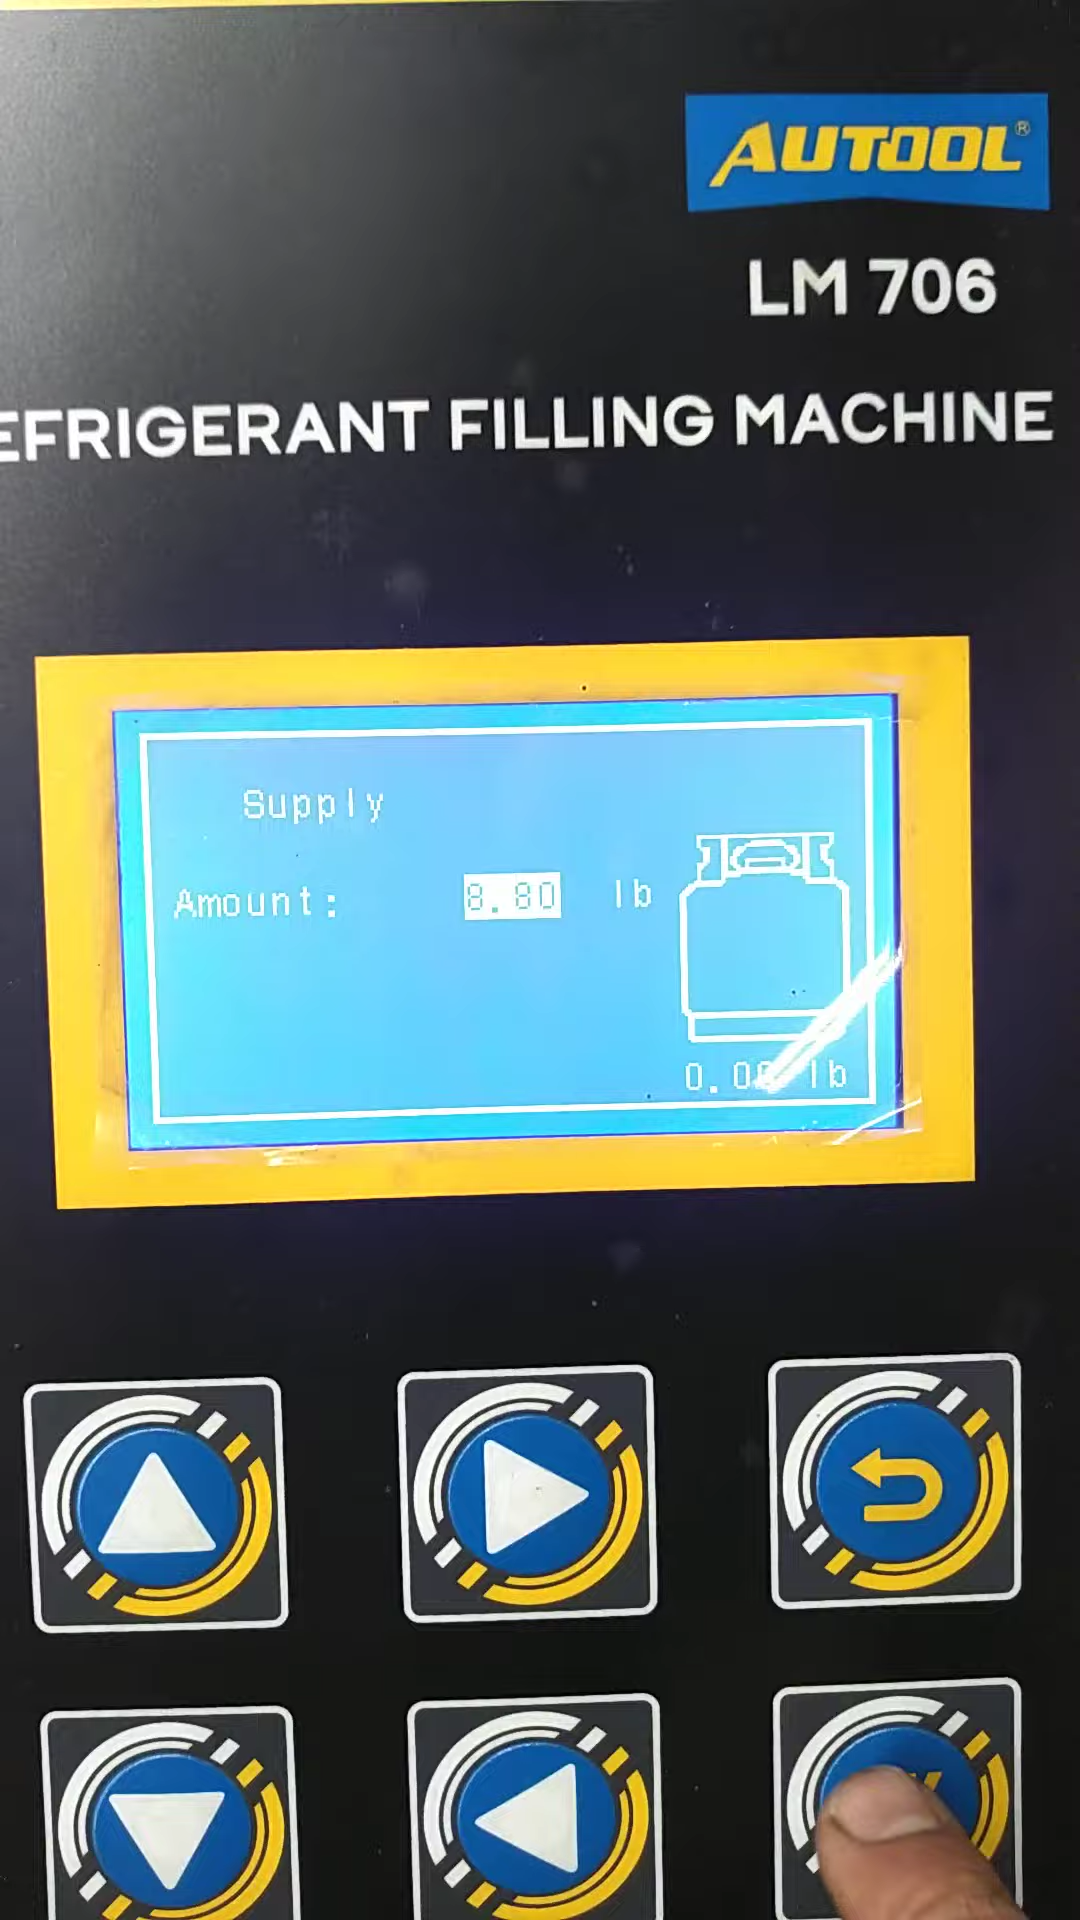 AUTOOL®
LM 706
EFRIGERANT FILLING MACHINE
Supply
Amount: 8.80 lb
lb